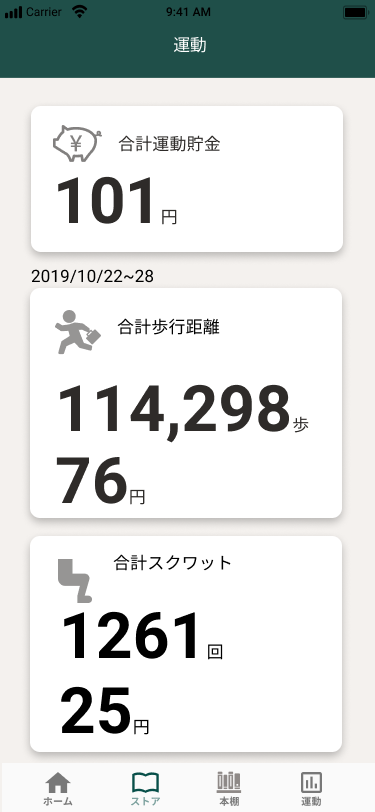 Carrier 9:41 AM
運動
¥
合計運動貯金
101円
2019/10/22~28
合計歩行距離
114,298歩
76円
合計スクワット
1261回
25円
ホーム ストア 本棚 運動